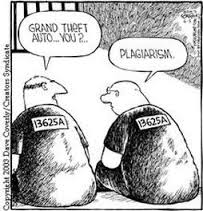 GRAND THEFT
AUTO...YOU?...
PLAGIARISM.
13625A
13625A
Copyright 2003 Dave Coverly/Creators Syndicate